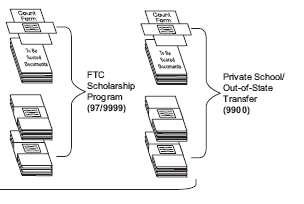 Count
Form
To Be
Scored
Documents
FTC
Scholarship
Program
(97/9999)
Count
Form
To Be
Scored
Documents
Private School/
Out-of-State
Transfer
(9900)